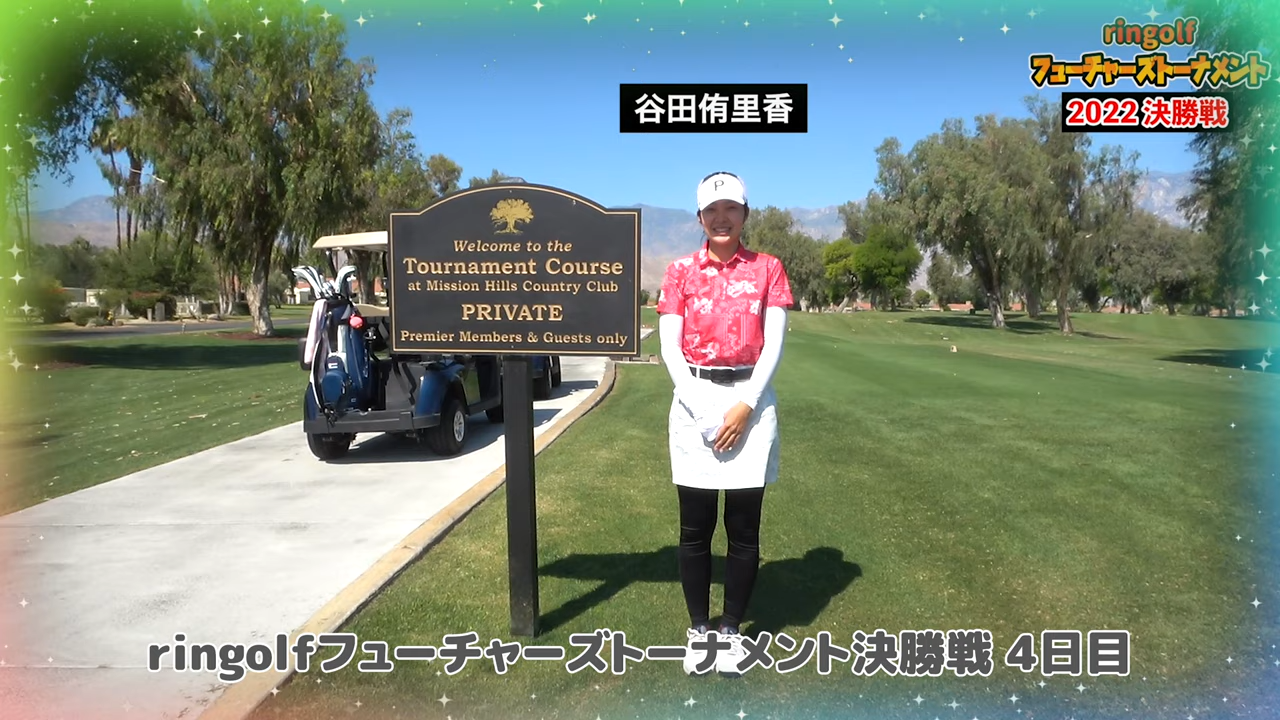 ringolf
フューチャーズトーナメント
2022 決勝戦
谷田侑里香
P
Welcome to the
Tournament Course
at Mission Hills Country Club
PRIVATE
Premier Members & Guests only
ringolfフューチャーズトーナメント決勝戦 4日目